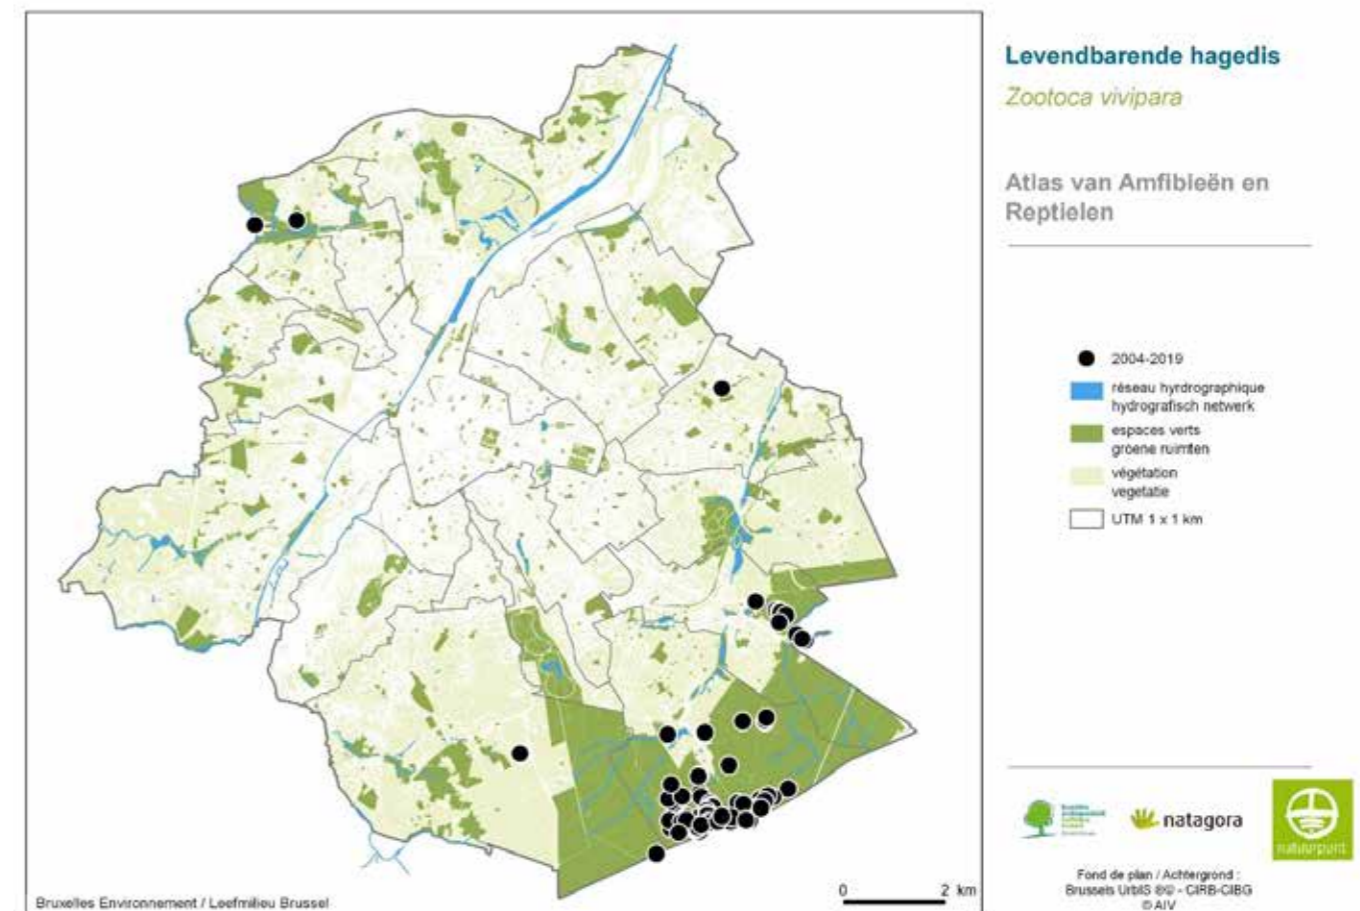 Levendbarende hagedis
Zootoca vivipara
Atlas van Amfibieën en
Reptielen
2004-2019
réseau hyrdrographique
hydrografisch netwerk
espaces verts
groene ruimten
végétation
vegetatie
UTM 1 x 1 km
natagora
natuurpunt
Fond de plan / Achtergrond :
Brussels UrbIS ®© - CIRB-CIBG
© AIV
0 2 km
Bruxelles Environnement / Leefmilieu Brussel